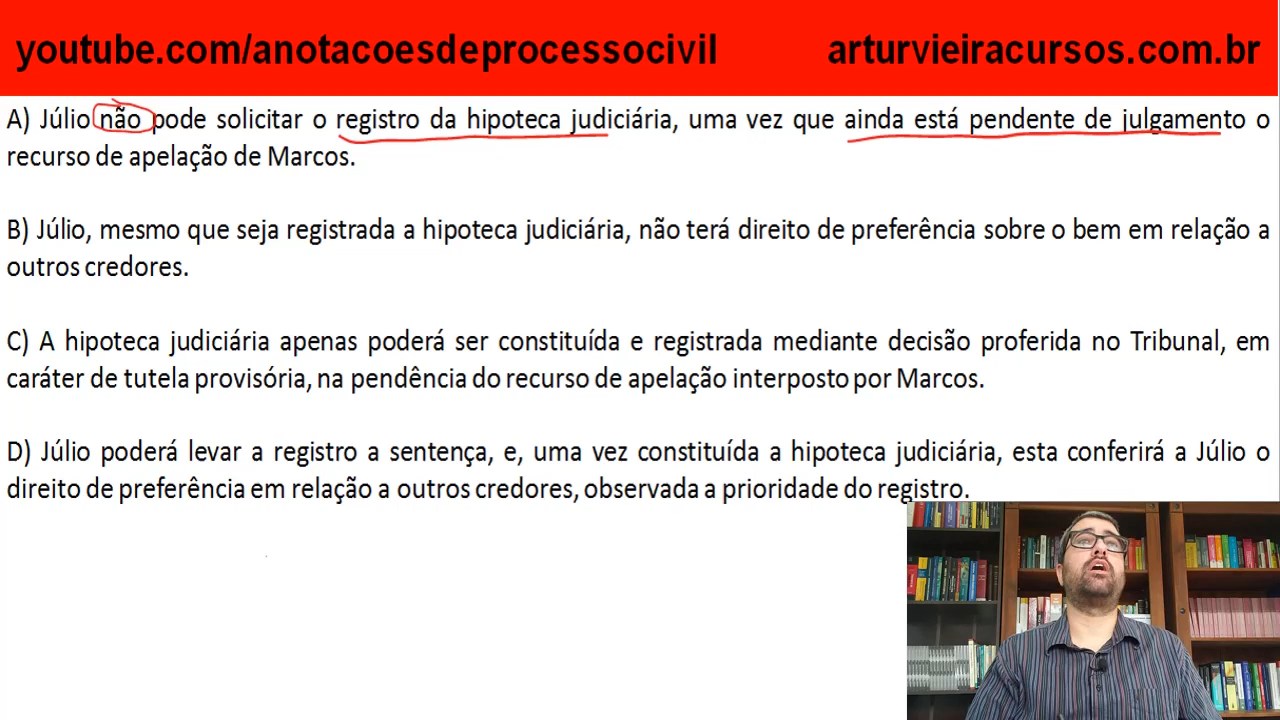 youtube.com/anotacoesdeprocessocivil arturvieiracursos.com.br
A) Júlio não pode solicitar o registro da hipoteca judiciária, uma vez que ainda está pendente de julgamento o
recurso de apelação de Marcos.
B) Júlio, mesmo que seja registrada a hipoteca judiciária, não terá direito de preferência sobre o bem em relação a
outros credores.
C) A hipoteca judiciária apenas poderá ser constituída e registrada mediante decisão proferida no Tribunal, em
caráter de tutela provisória, na pendência do recurso de apelação interposto por Marcos.
D) Júlio poderá levar a registro a sentença, e, uma vez constituída a hipoteca judiciária, esta conferirá a Júlio o
direito de preferência em relação a outros credores, observada a prioridade do registro.